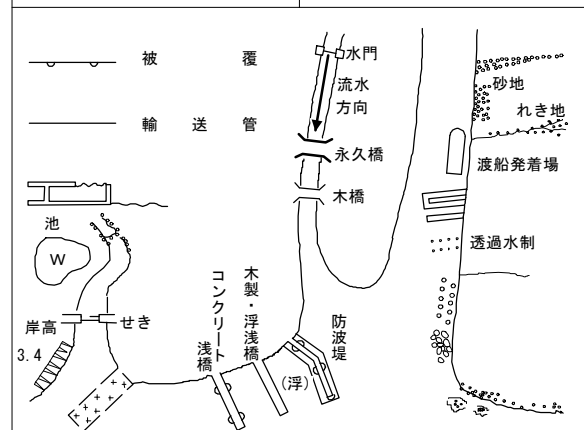 被覆
輸送管
水門
流水
方向
永久橋
木橋
砂地
れき地
渡船発着場
透過水制
池
W
岸高
3.4
せき
コンクリート
浅橋
木製・浮浅橋
防波堤
(浮)